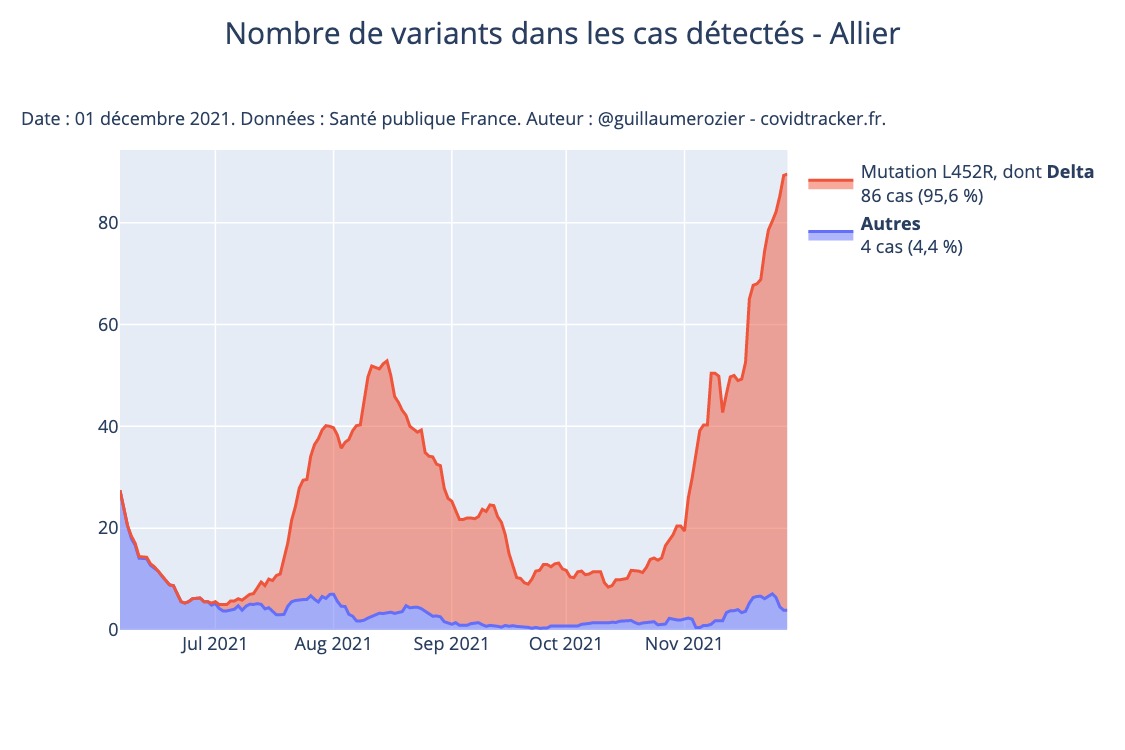 Nombre de variants dans les cas détectés - Allier
Date : 01 décembre 2021. Données : Santé publique France. Auteur : @guillaumerozier - covidtracker.fr.
Mutation L452R, dont Delta
86 cas (95,6 %)
Autres
4 cas (4,4 %)
80
60
40
20
0
Jul 2021
Aug 2021
Sep 2021
Oct 2021
Nov 2021